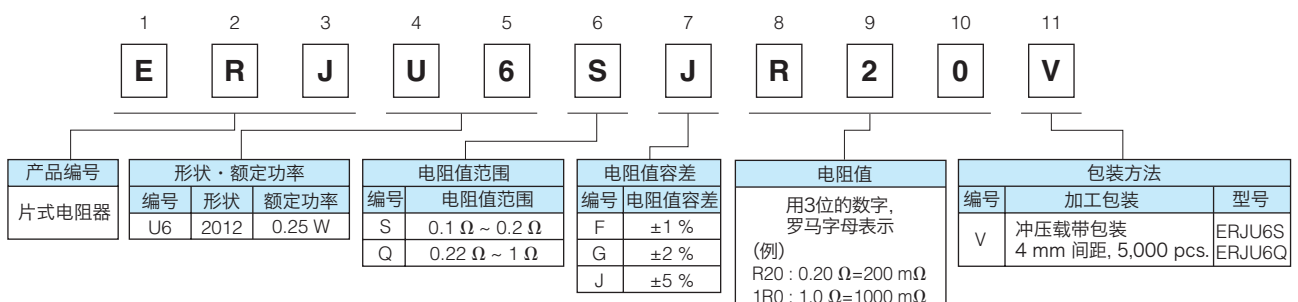 1 2 3 4 5 6 7 8 9 10 11
E R J U 6 S J R 2 0 V
产品编号
片式电阻器
形状・额定功率
编号 形状 额定功率
U6 2012 0.25 W
电阻值范围
编号 电阻值范围
S 0.1 Ω ~ 0.2 Ω
Q 0.22 Ω ~ 1 Ω
电阻值容差
编号 电阻值容差
F ±1 %
G ±2 %
J ±5 %
电阻值
用3位的数字,
罗马字母表示
(例)
R20 : 0.20 Ω=200 mΩ
1R0 : 1.0 Ω=1000 mΩ
包装方法
编号 加工包装 型号
V 冲压载带包装 ERJU6S
4 mm 间距, 5,000 pcs. ERJU6Q